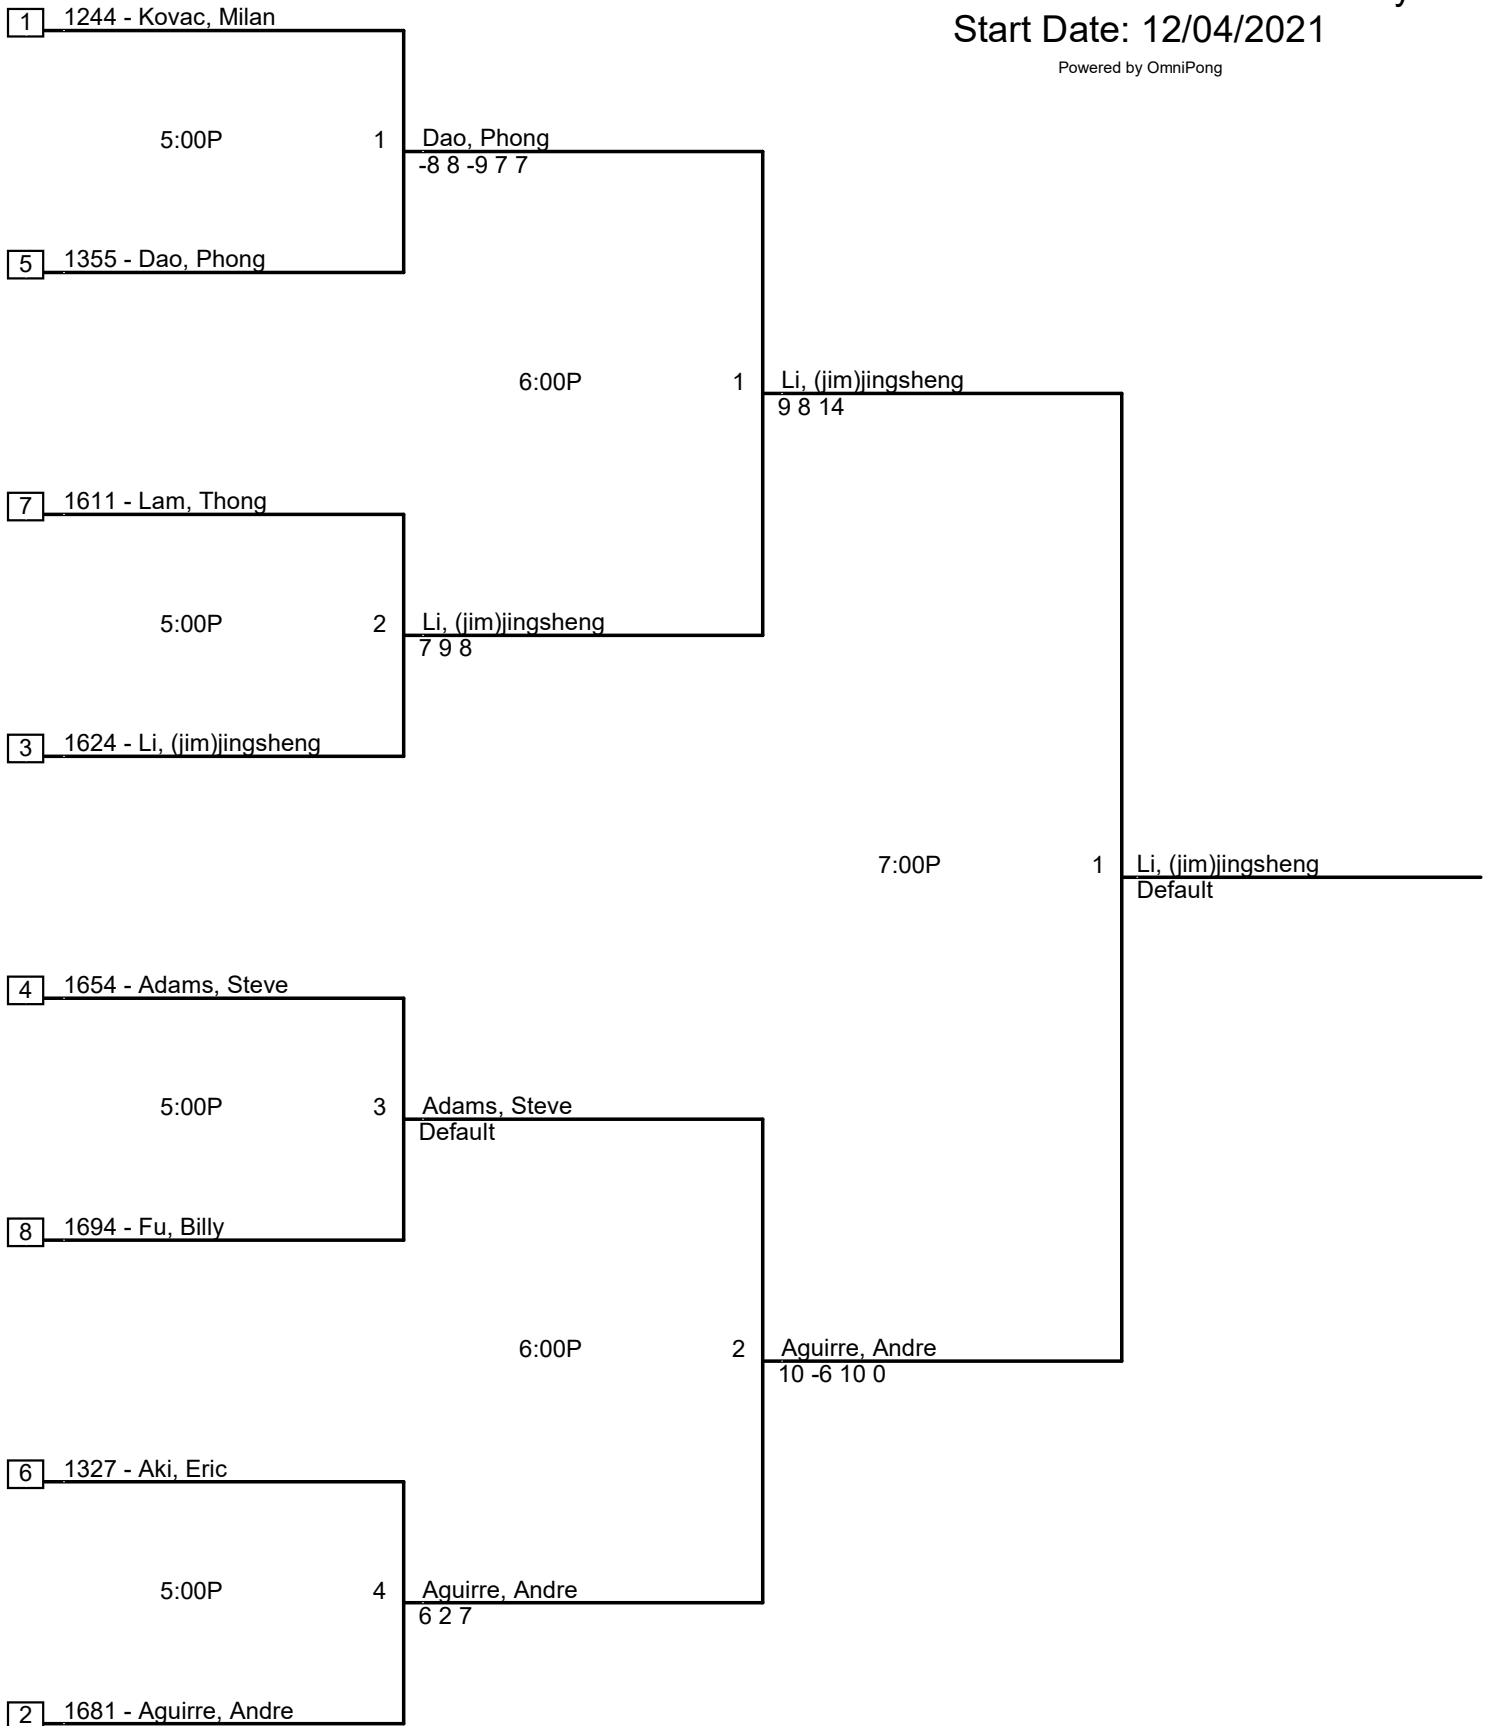 1 1244 - Kovac, Milan
Start Date: 12/04/2021
Powered by OmniPong
5:00P 1 Dao, Phong
-8 8 -9 7 7
5 1355 - Dao, Phong
6:00P 1 Li, (jim)jingsheng
9 8 14
7 1611 - Lam, Thong
5:00P 2 Li, (jim)jingsheng
7 9 8
3 1624 - Li, (jim)jingsheng
7:00P 1 Li, (jim)jingsheng
Default
4 1654 - Adams, Steve
5:00P 3 Adams, Steve
Default
8 1694 - Fu, Billy
6:00P 2 Aguirre, Andre
10 -6 10 0
6 1327 - Aki, Eric
5:00P 4 Aguirre, Andre
6 2 7
2 1681 - Aguirre, Andre